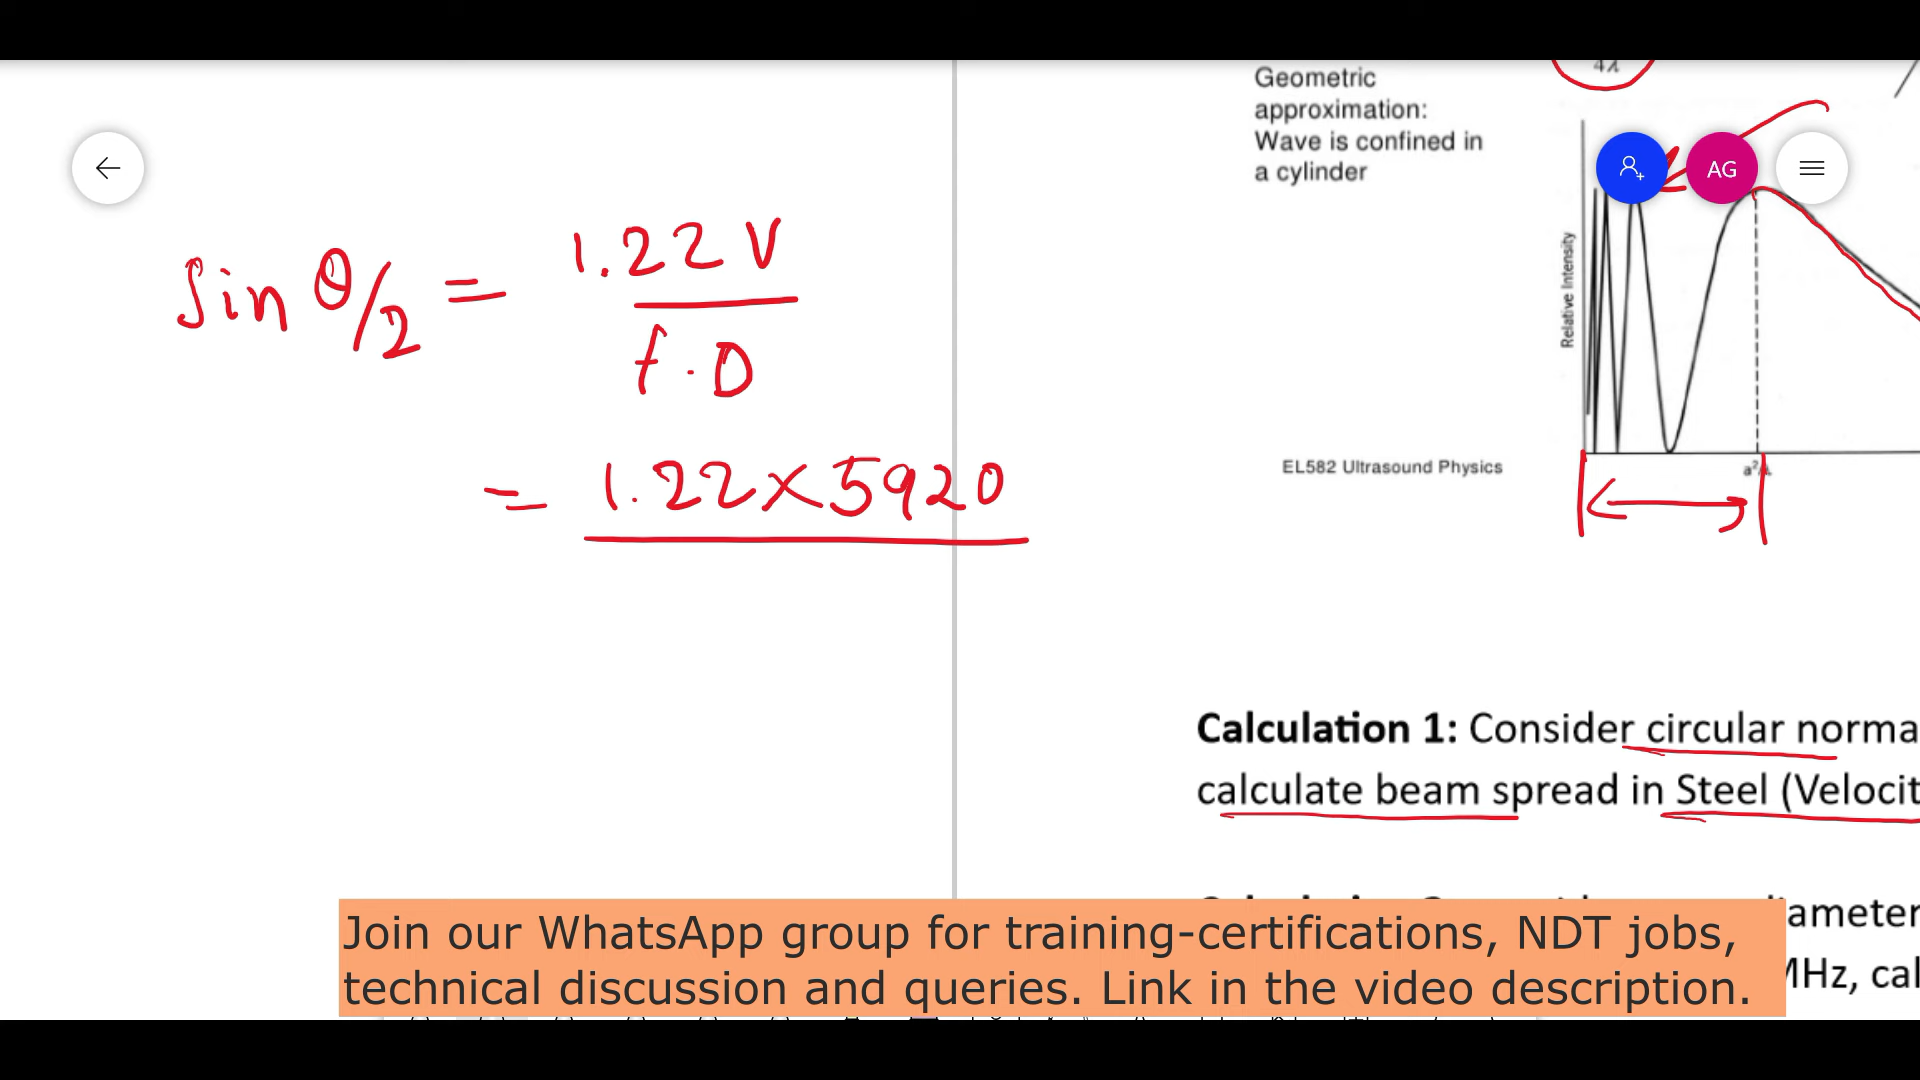 4λ
Geometric
approximation:
Wave is confined in
a cylinder
AG
Sin θ/2 = 1.22 V
f . D
= 1.22 × 5920
Relative Intensity
EL582 Ultrasound Physics
a²/λ
Calculation 1: Consider circular norma
calculate beam spread in Steel (Velocit
ameter
MHz, cal
Join our WhatsApp group for training-certifications, NDT jobs,
technical discussion and queries. Link in the video description.